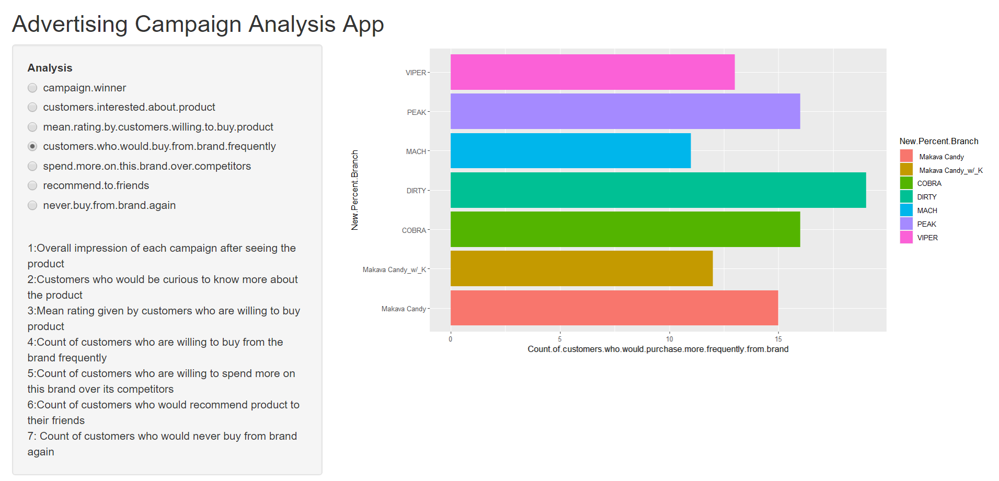 Advertising Campaign Analysis App
Analysis
campaign.winner
customers.interested.about.product
mean.rating.by.customers.willing.to.buy.product
customers.who.would.buy.from.brand.frequently
spend.more.on.this.brand.over.competitors
recommend.to.friends
never.buy.from.brand.again
1:Overall impression of each campaign after seeing the
product
2:Customers who would be curious to know more about
the product
3:Mean rating given by customers who are willing to buy
product
4:Count of customers who are willing to buy from the
brand frequently
5:Count of customers who are willing to spend more on
this brand over its competitors
6:Count of customers who would recommend product to
their friends
7: Count of customers who would never buy from brand
again
New.Percent.Branch
VIPER
PEAK
MACH
DIRTY
COBRA
Makava Candy_w/_K
Makava Candy
0 5 10 15
Count.of.customers.who.would.purchase.more.frequently.from.brand
New.Percent.Branch
Makava Candy
Makava Candy_w/_K
COBRA
DIRTY
MACH
PEAK
VIPER